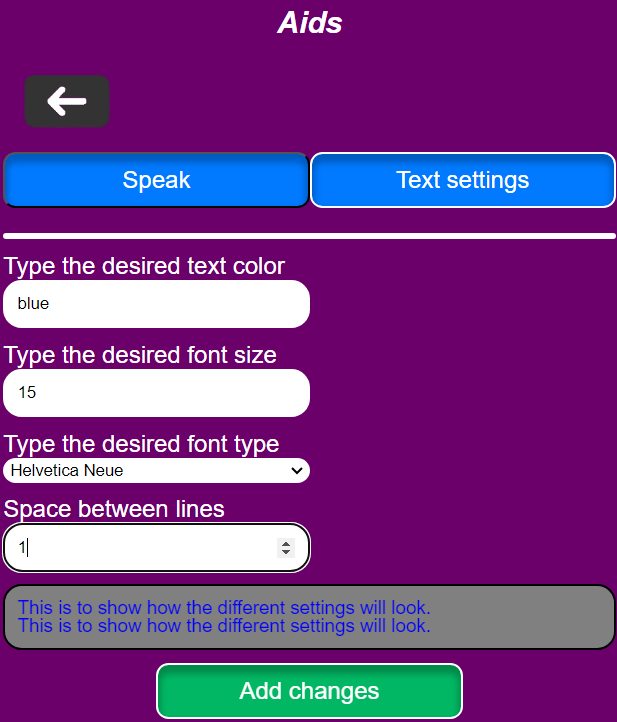 Aids
Speak
Text settings
Type the desired text color
blue
Type the desired font size
15
Type the desired font type
Helvetica Neue
Space between lines
1
This is to show how the different settings will look.
This is to show how the different settings will look.
Add changes